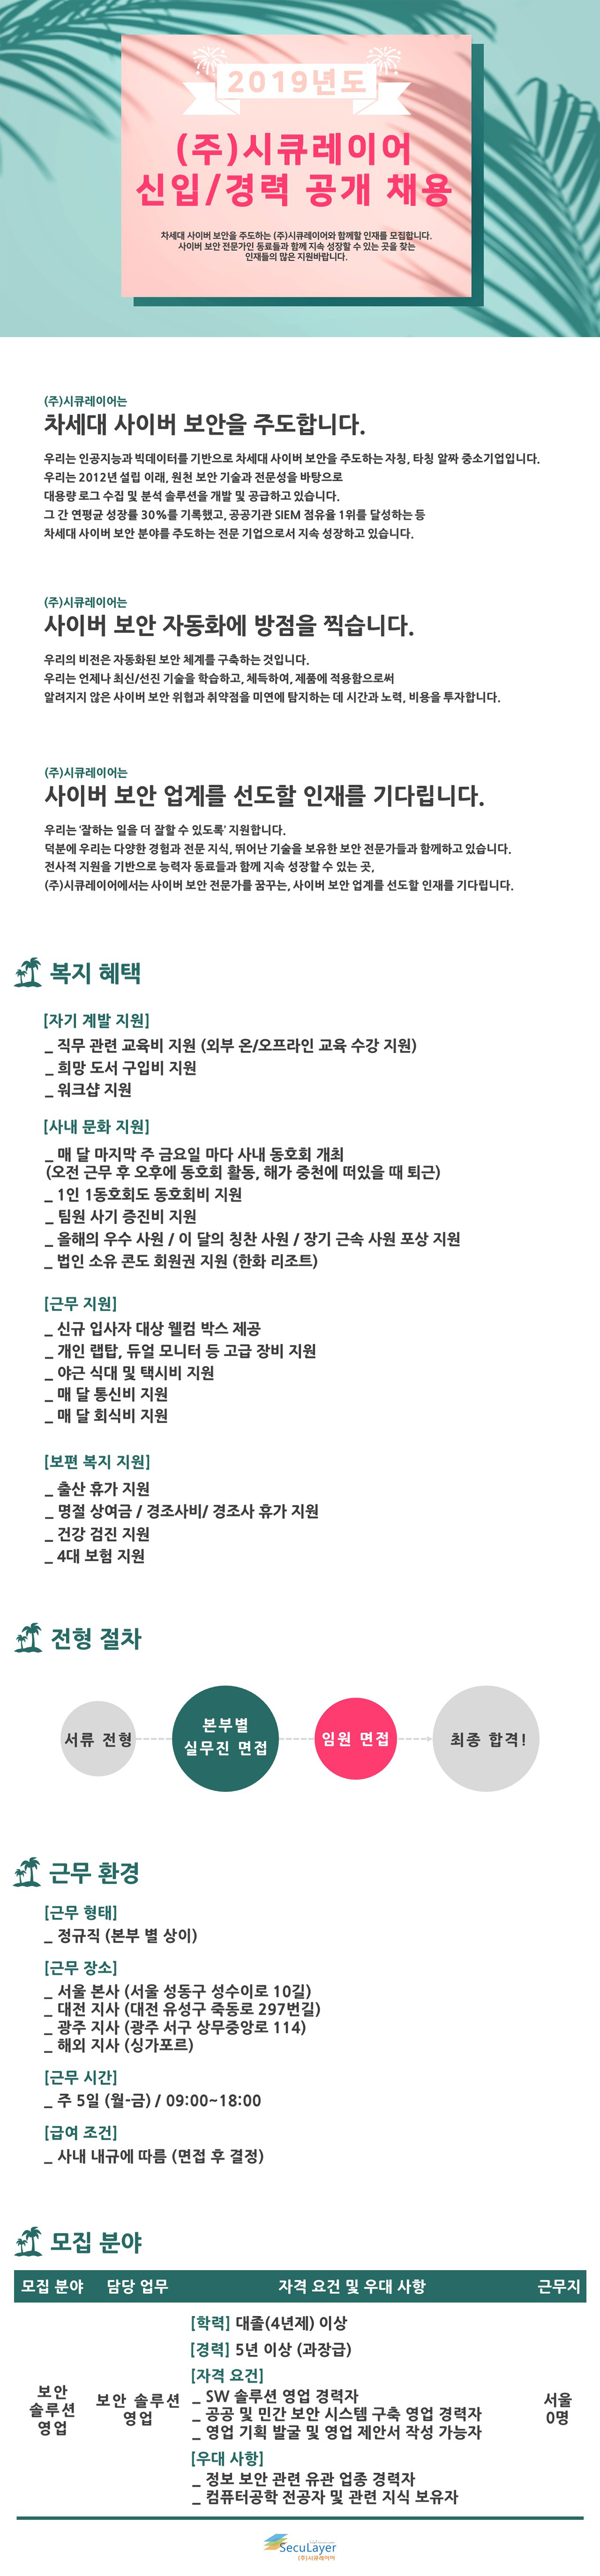 2019년도
(주)시큐레이어
신입/경력 공개 채용
차세대 사이버 보안을 주도하는 (주)시큐레이어와 함께할 인재를 모집합니다.
사이버 보안 전문가인 동료들과 함께 지속 성장할 수 있는 곳을 찾는
인재들의 많은 지원바랍니다.
(주)시큐레이어는
차세대 사이버 보안을 주도합니다.
우리는 인공지능과 빅데이터를 기반으로 차세대 사이버 보안을 주도하는 자칭, 타칭 알짜 중소기업입니다.
우리는 2012년 설립 이래, 원천 보안 기술과 전문성을 바탕으로
대용량 로그 수집 및 분석 솔루션을 개발 및 공급하고 있습니다.
그 간 연평균 성장률 30%를 기록했고, 공공기관 SIEM 점유율 1위를 달성하는 등
차세대 사이버 보안 분야를 주도하는 전문 기업으로서 지속 성장하고 있습니다.
(주)시큐레이어는
사이버 보안 자동화에 방점을 찍습니다.
우리의 비전은 자동화된 보안 체계를 구축하는 것입니다.
우리는 언제나 최신/선진 기술을 학습하고, 체득하여, 제품에 적용함으로써
알려지지 않은 사이버 보안 위협과 취약점을 미연에 탐지하는 데 시간과 노력, 비용을 투자합니다.
(주)시큐레이어는
사이버 보안 업계를 선도할 인재를 기다립니다.
우리는 '잘하는 일을 더 잘할 수 있도록' 지원합니다.
덕분에 우리는 다양한 경험과 전문 지식, 뛰어난 기술을 보유한 보안 전문가들과 함께하고 있습니다.
전사적 지원을 기반으로 능력자 동료들과 함께 지속 성장할 수 있는 곳,
(주)시큐레이어에서는 사이버 보안 전문가를 꿈꾸는, 사이버 보안 업계를 선도할 인재를 기다립니다.
복지 혜택
[자기 계발 지원]
_ 직무 관련 교육비 지원 (외부 온/오프라인 교육 수강 지원)
_ 희망 도서 구입비 지원
_ 워크샵 지원
[사내 문화 지원]
_ 매 달 마지막 주 금요일 마다 사내 동호회 개최
(오전 근무 후 오후에 동호회 활동, 해가 중천에 떠있을 때 퇴근)
_ 1인 1동호회도 동호회비 지원
_ 팀원 사기 증진비 지원
_ 올해의 우수 사원 / 이 달의 칭찬 사원 / 장기 근속 사원 포상 지원
_ 법인 소유 콘도 회원권 지원 (한화 리조트)
[근무 지원]
_ 신규 입사자 대상 웰컴 박스 제공
_ 개인 랩탑, 듀얼 모니터 등 고급 장비 지원
_ 야근 식대 및 택시비 지원
_ 매 달 통신비 지원
_ 매 달 회식비 지원
[보편 복지 지원]
_ 출산 휴가 지원
_ 명절 상여금 / 경조사비/ 경조사 휴가 지원
_ 건강 검진 지원
_ 4대 보험 지원
전형 절차
서류 전형
본부별
실무진 면접
임원 면접
최종 합격!
근무 환경
[근무 형태]
_ 정규직 (본부 별 상이)
[근무 장소]
_ 서울 본사 (서울 성동구 성수이로 10길)
_ 대전 지사 (대전 유성구 죽동로 297번길)
_ 광주 지사 (광주 서구 상무중앙로 114)
_ 해외 지사 (싱가포르)
[근무 시간]
_ 주 5일 (월-금) / 09:00~18:00
[급여 조건]
_ 사내 내규에 따름 (면접 후 결정)
모집 분야
모집 분야 담당 업무 자격 요건 및 우대 사항 근무지
보안
솔루션
영업
보안 솔루션
영업
[학력] 대졸(4년제) 이상
[경력] 5년 이상 (과장급)
[자격 요건]
_ SW 솔루션 영업 경력자
_ 공공 및 민간 보안 시스템 구축 영업 경력자
_ 영업 기획 발굴 및 영업 제안서 작성 가능자
[우대 사항]
_ 정보 보안 관련 유관 업종 경력자
_ 컴퓨터공학 전공자 및 관련 지식 보유자
서울
0명
SecuLayer
(주)시큐레이어